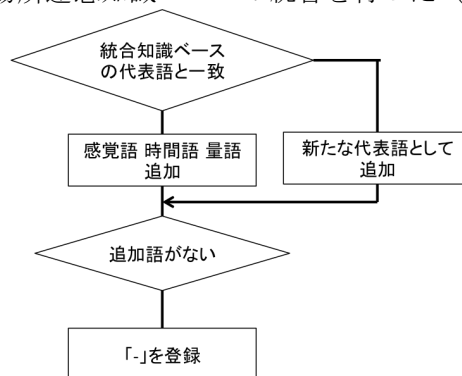 統合知識ベース
の代表語と一致
感覚語 時間語 量語
追加
新たな代表語として
追加
追加語がない
「-」を登録